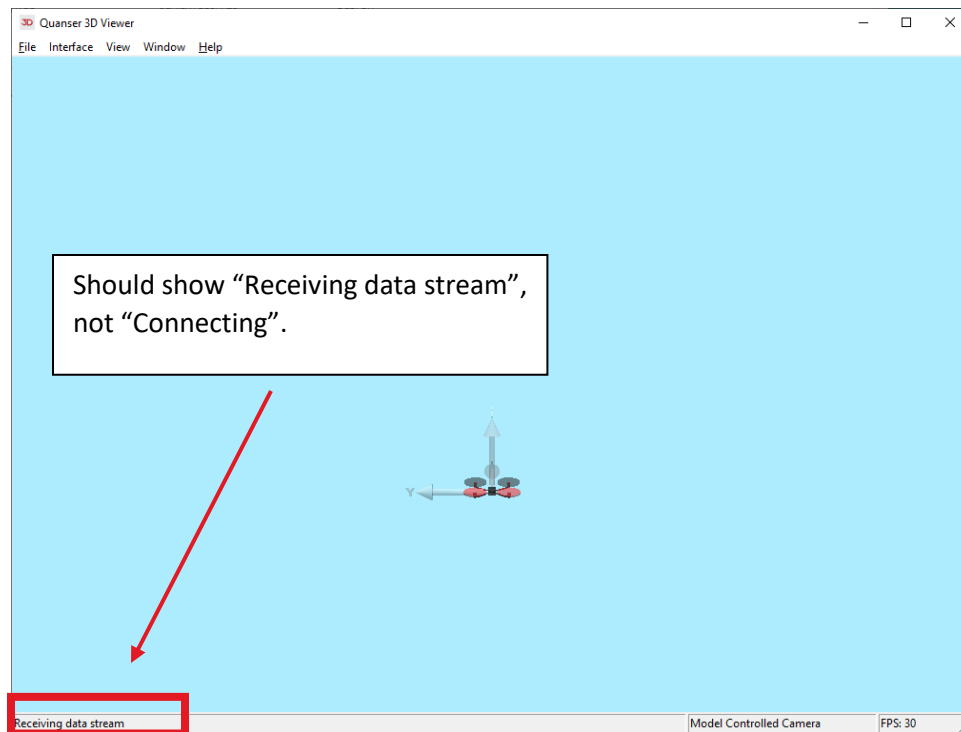 3D Quanser 3D Viewer
File Interface View Window Help
Should show “Receiving data stream”,
not “Connecting”.
Y
Receiving data stream Model Controlled Camera FPS: 30